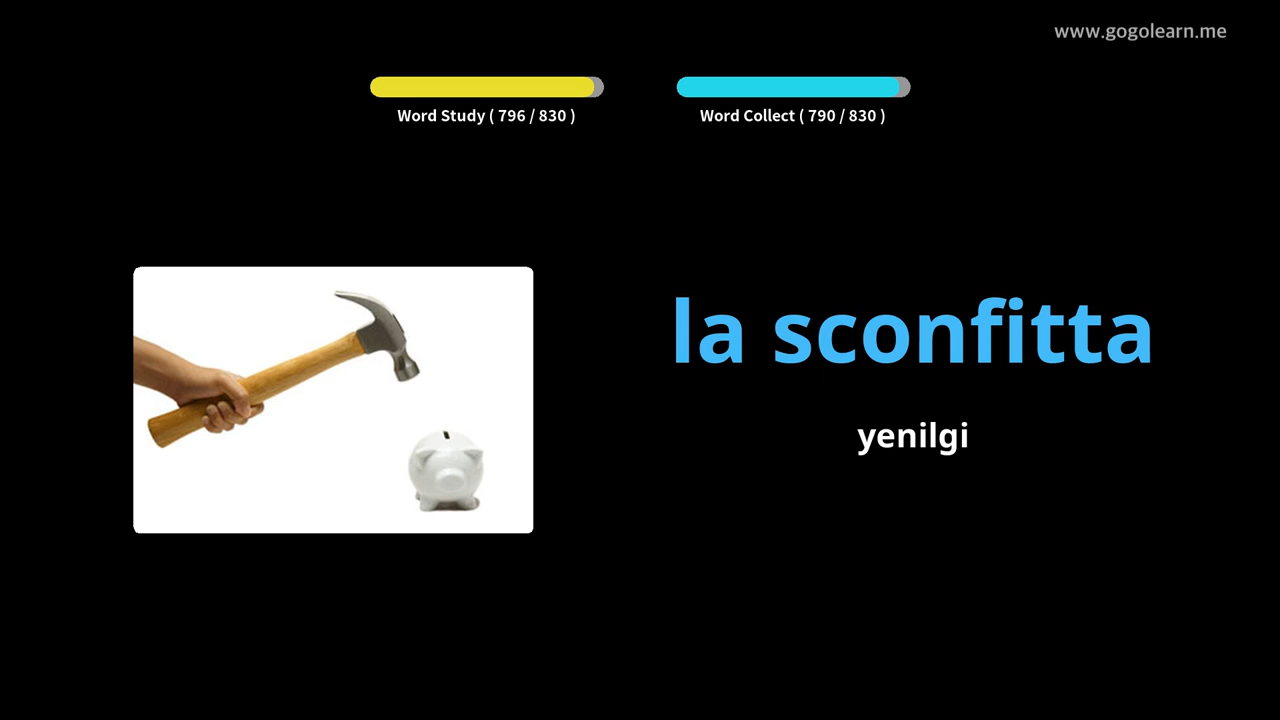 www.gogolearn.me
Word Study ( 796 / 830 )
Word Collect ( 790 / 830 )
la sconfitta
yenilgi